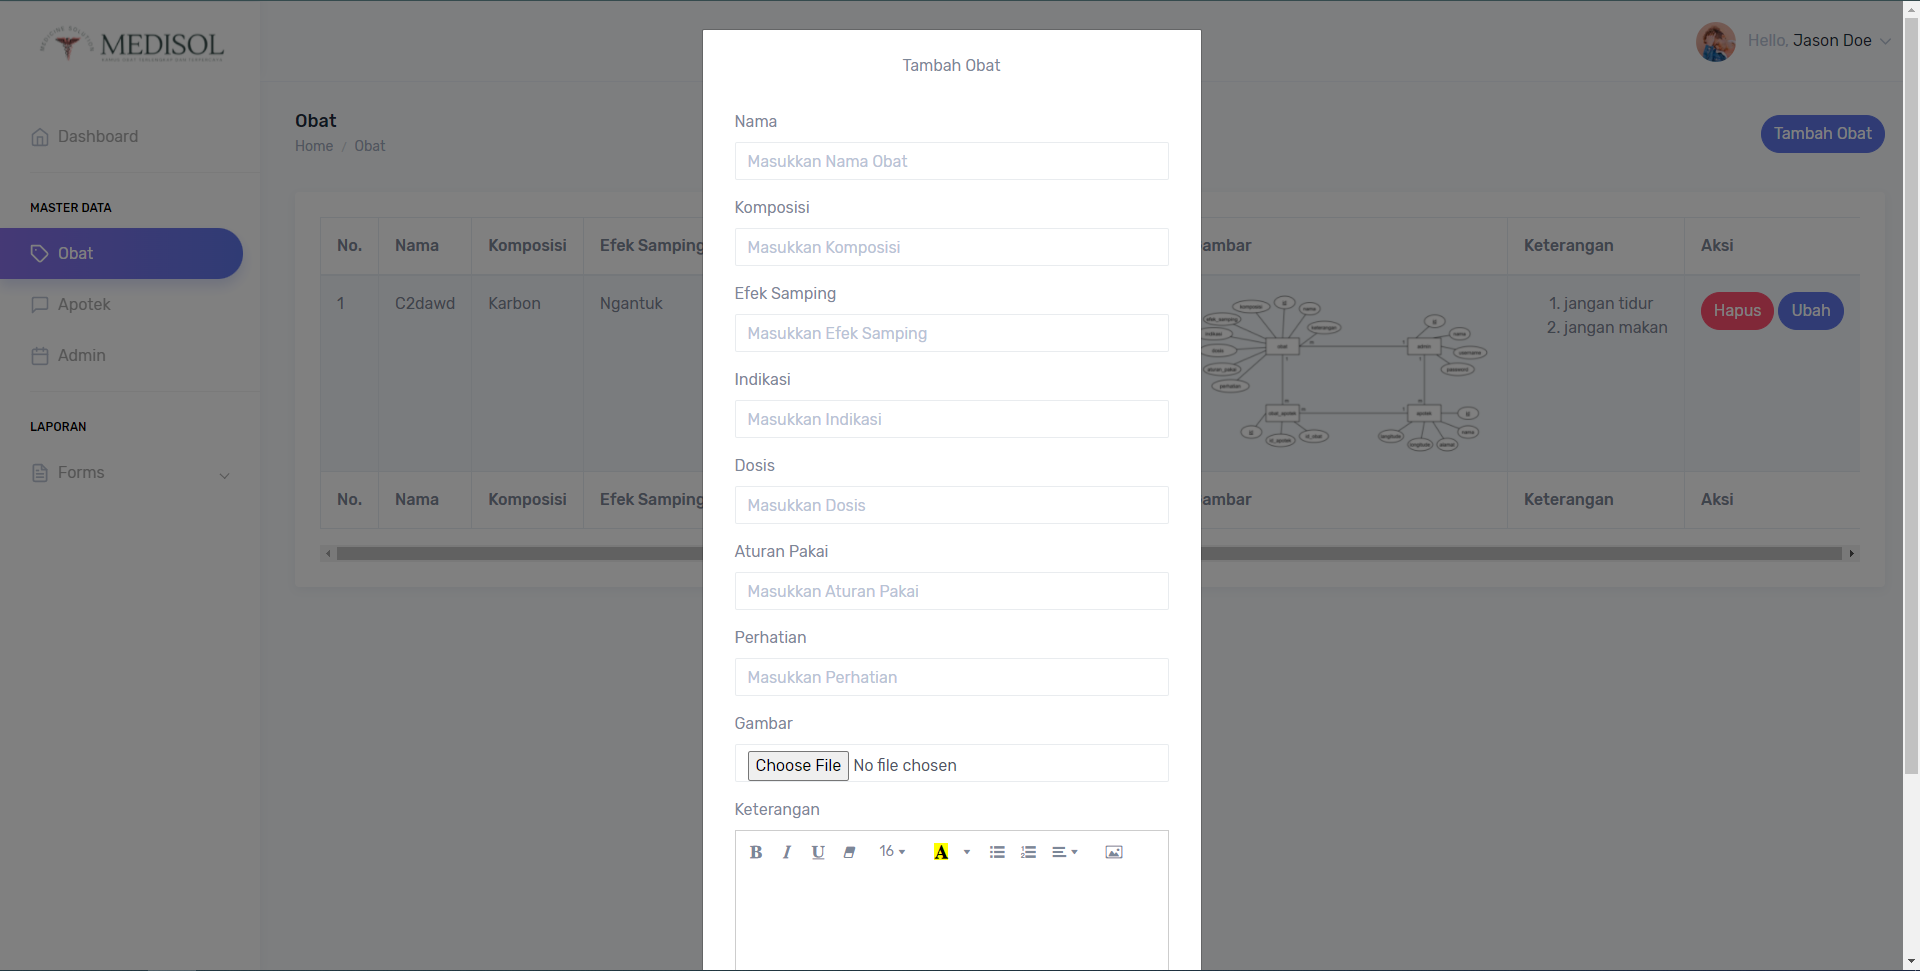 MEDISOL
Hello, Jason Doe
Dashboard
MASTER DATA
Obat
Apotek
Admin
LAPORAN
Forms
Obat
Home / Obat
Tambah Obat
No. Nama Komposisi Efek Samping ambar Keterangan Aksi
1 C2dawd Karbon Ngantuk
1. jangan tidur
2. jangan makan
Hapus Ubah
No. Nama Komposisi Efek Samping ambar Keterangan Aksi
Tambah Obat
Nama
Masukkan Nama Obat
Komposisi
Masukkan Komposisi
Efek Samping
Masukkan Efek Samping
Indikasi
Masukkan Indikasi
Dosis
Masukkan Dosis
Aturan Pakai
Masukkan Aturan Pakai
Perhatian
Masukkan Perhatian
Gambar
Choose File No file chosen
Keterangan
B I U 16 A